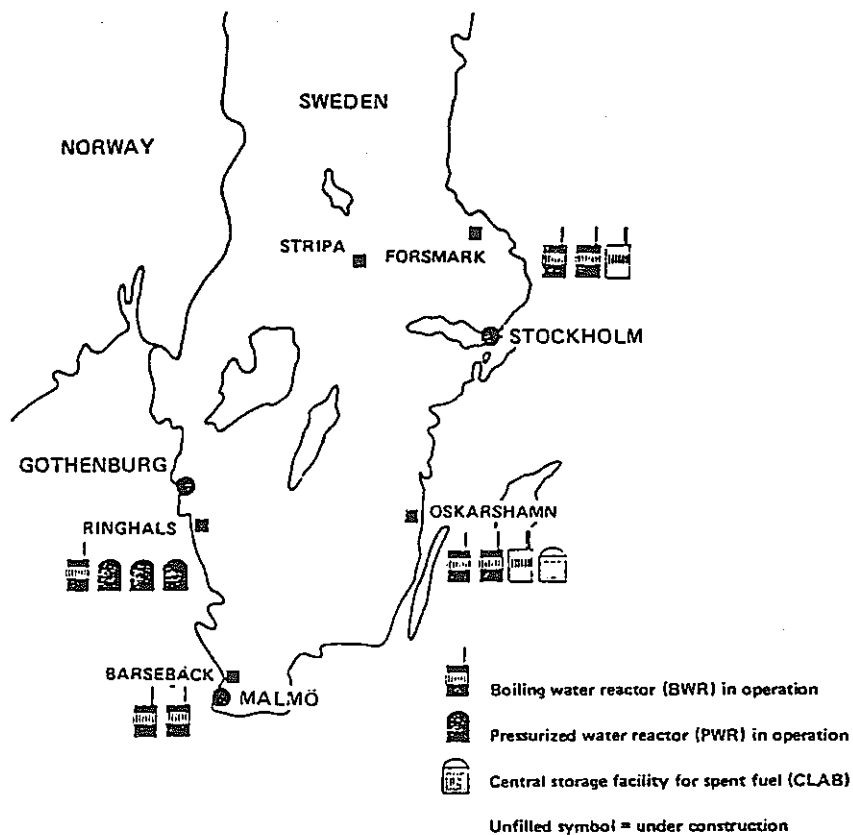 SWEDEN
NORWAY
STRIPA
FORSMARK
STOCKHOLM
GOTHENBURG
OSKARSHAMN
RINGHALS
BARSEBÄCK
MALMÖ
Boiling water reactor (BWR) in operation
Pressurized water reactor (PWR) in operation
Central storage facility for spent fuel (CLAB)
Unfilled symbol = under construction